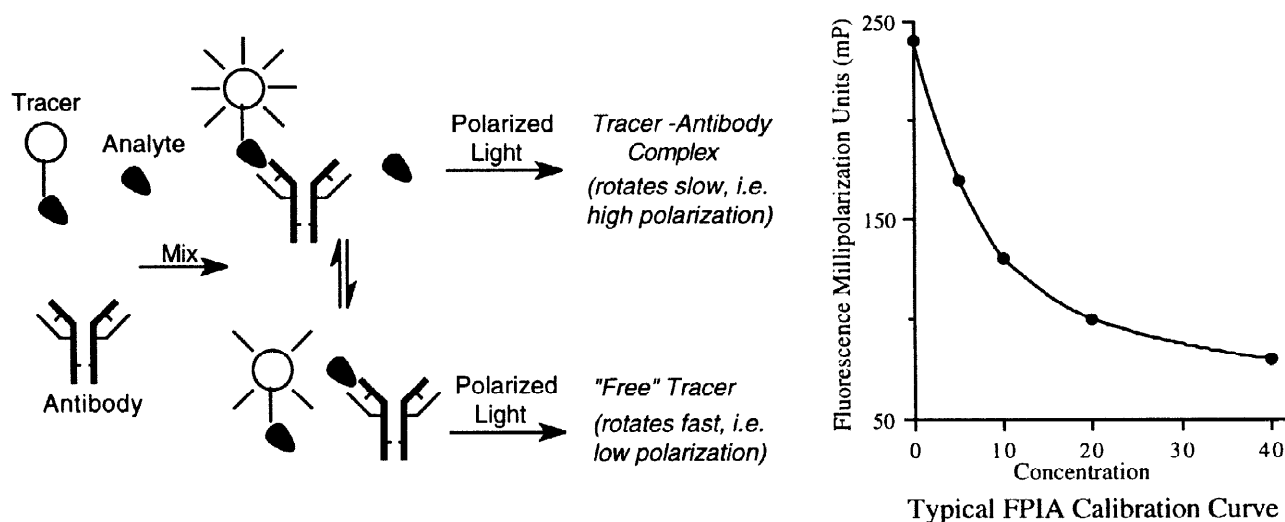 Tracer
Analyte
Mix
Antibody
Polarized
Light
Tracer -Antibody
Complex
(rotates slow, i.e.
high polarization)
Polarized
Light
"Free" Tracer
(rotates fast, i.e.
low polarization)
Fluorescence Millipolarization Units (mP)
250
150
50
0 10 20 30 40
Concentration
Typical FPIA Calibration Curve